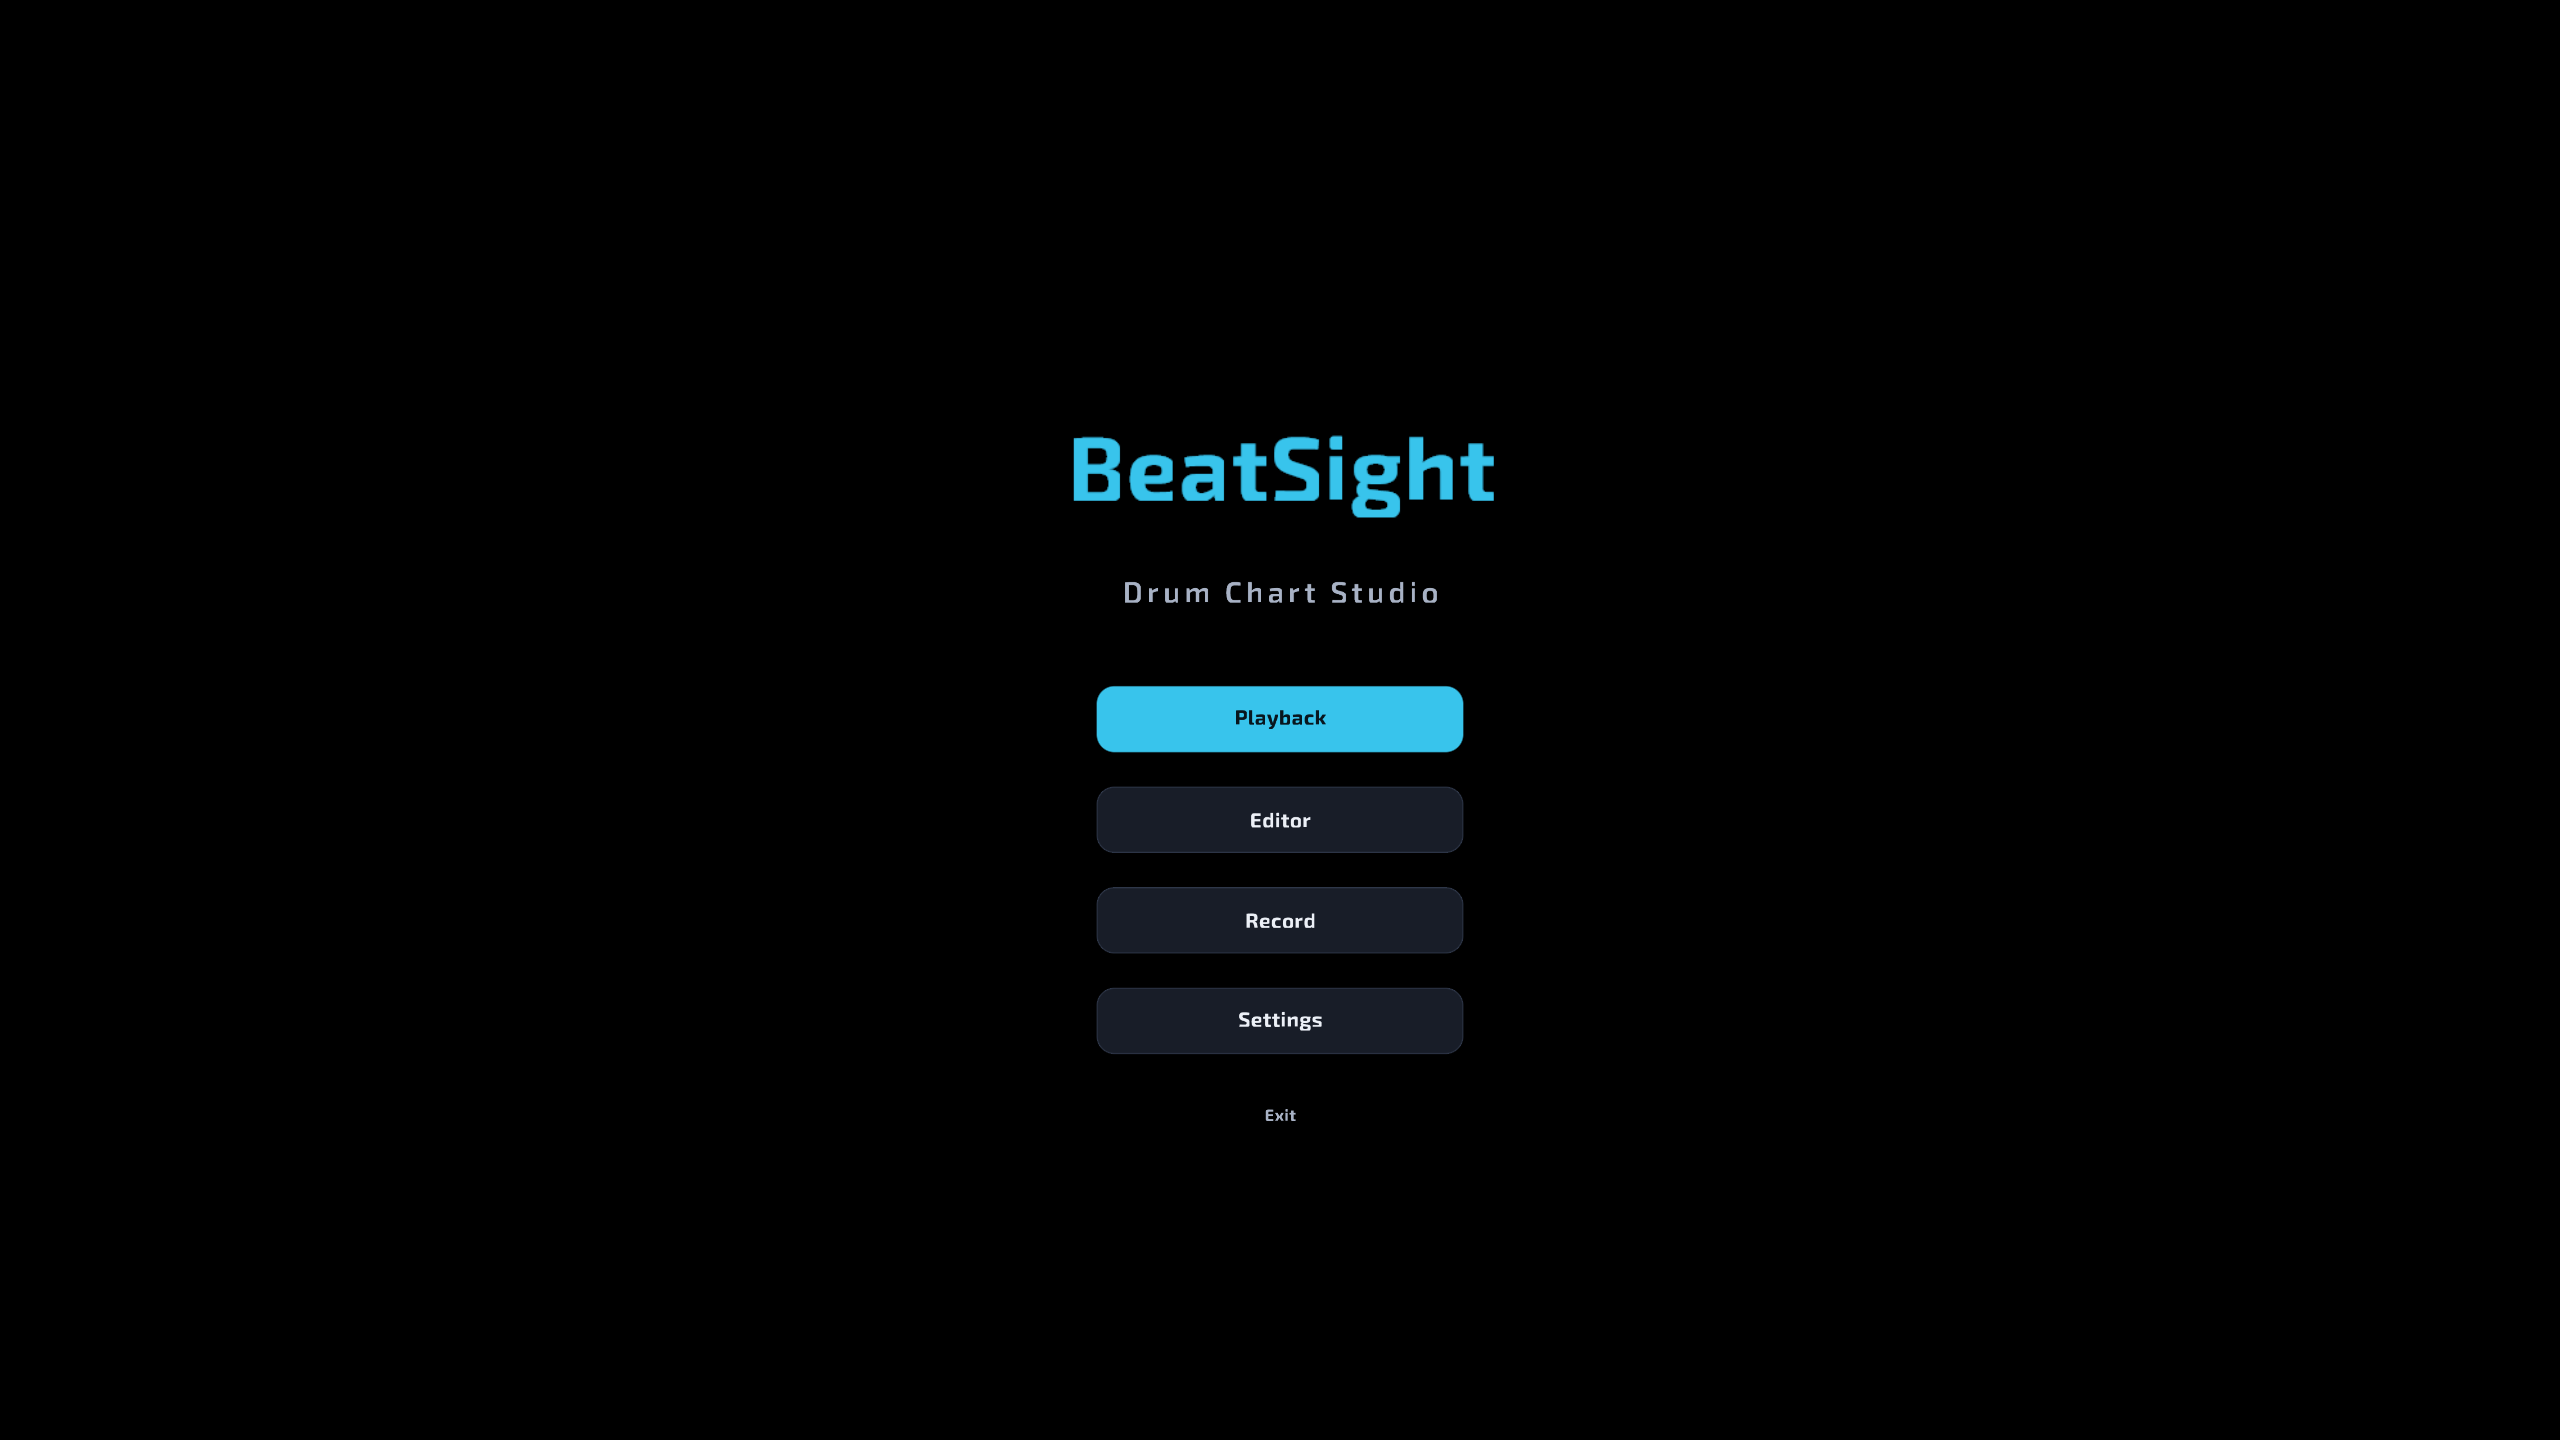 BeatSight
Drum Chart Studio
Playback
Editor
Record
Settings
Exit